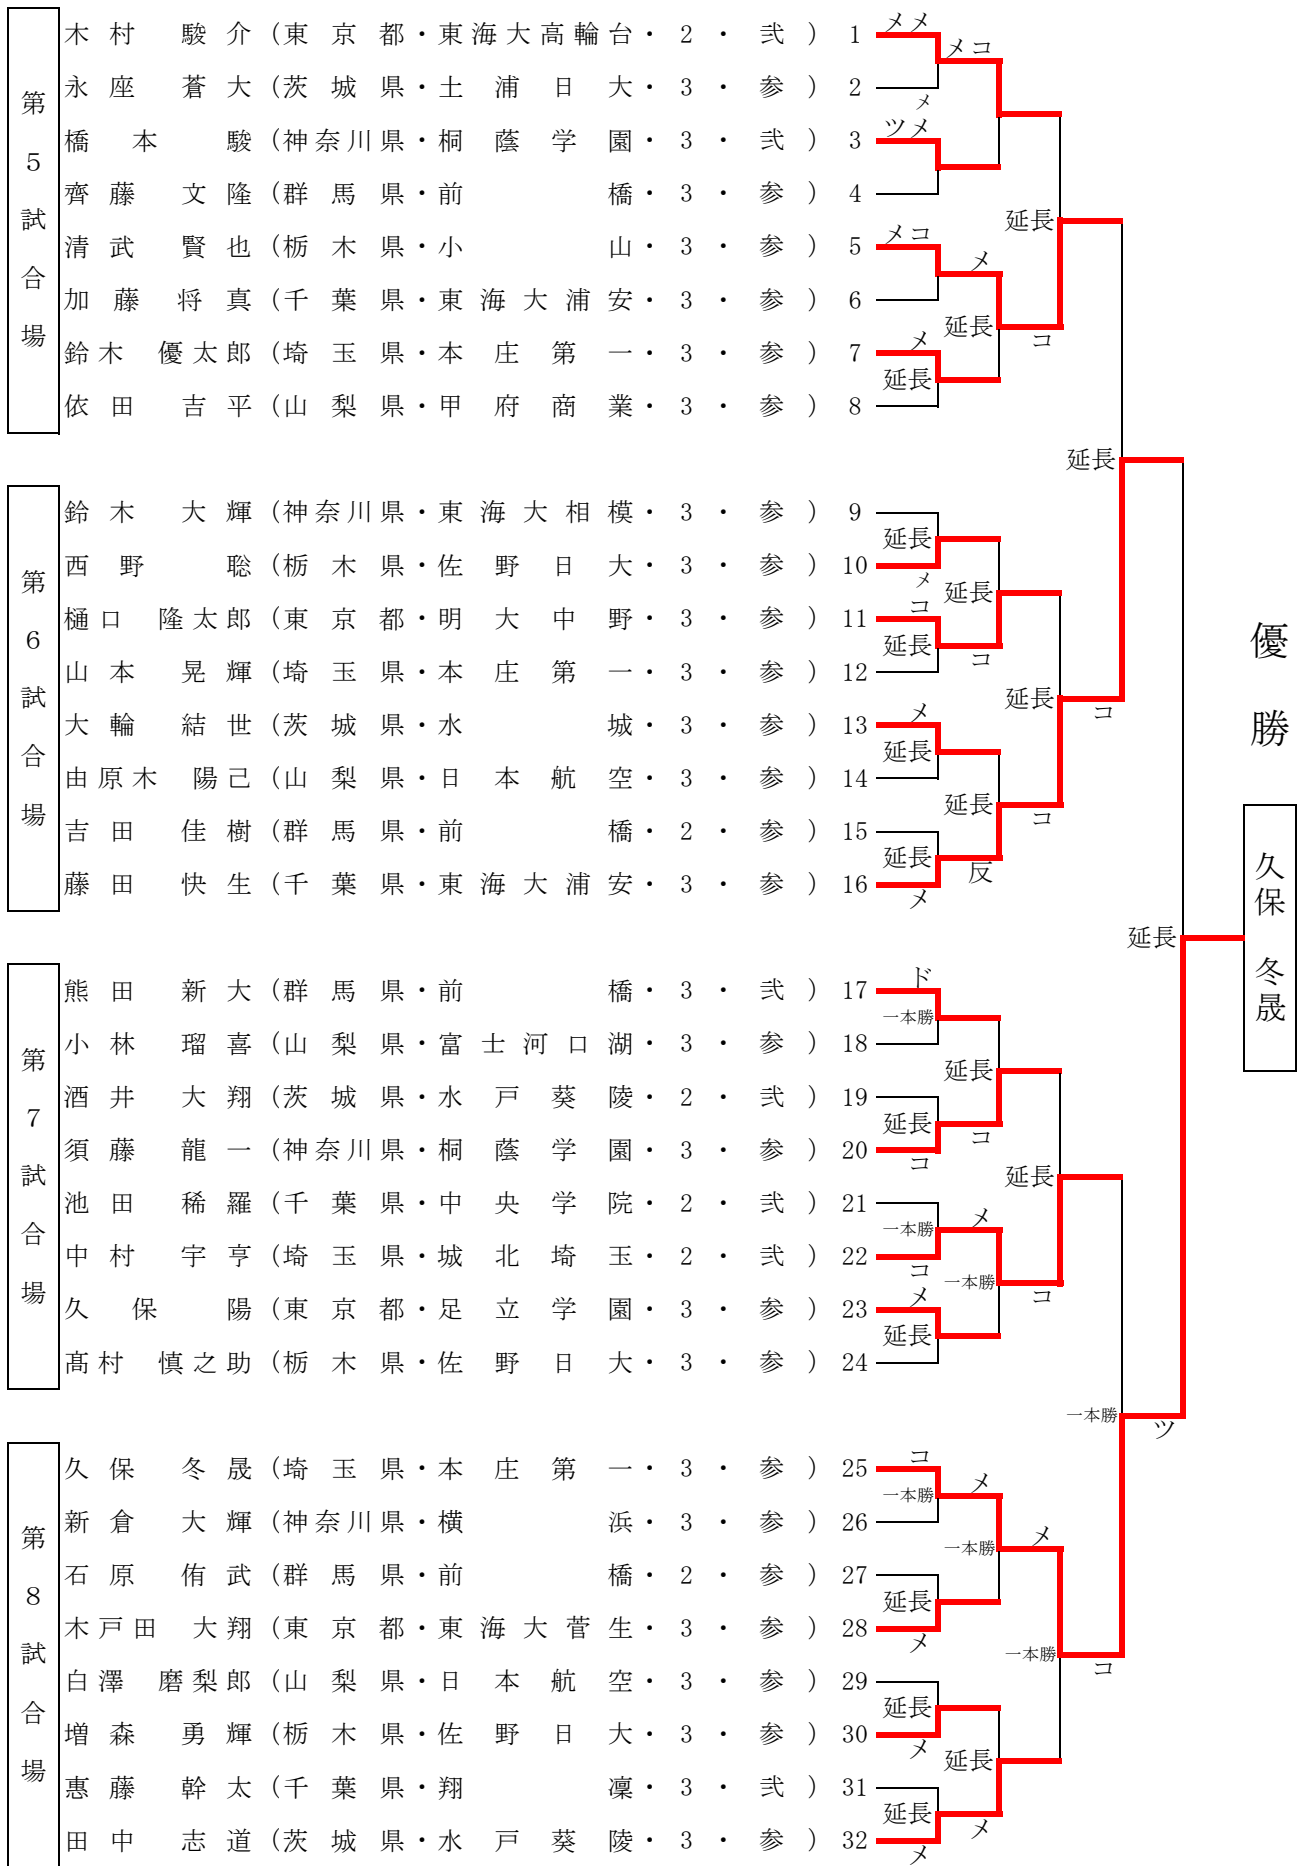 第5試合場
木村 駿介(東京都・東海大高輪台・2・弐) 1 メメ
メコ
永座 蒼大(茨城県・土浦日大・3・参) 2 メ
橋本 駿(神奈川県・桐蔭学園・3・弐) 3 ツメ
齊藤 文隆(群馬県・前橋・3・参) 4
延長
清武 賢也(栃木県・小山・3・参) 5 メコ
メ
加藤 将真(千葉県・東海大浦安・3・参) 6
延長 コ
鈴木 優太郎(埼玉県・本庄第一・3・参) 7 メ
延長
依田 吉平(山梨県・甲府商業・3・参) 8
延長
第6試合場
鈴木 大輝(神奈川県・東海大相模・3・参) 9
延長
西野 聡(栃木県・佐野日大・3・参) 10 メ
延長
樋口 隆太郎(東京都・明大中野・3・参) 11 コ
延長 コ
山本 晃輝(埼玉県・本庄第一・3・参) 12
延長 コ
大輪 結世(茨城県・水城・3・参) 13 メ
延長
由原木 陽己(山梨県・日本航空・3・参) 14
延長 コ
吉田 佳樹(群馬県・前橋・2・参) 15
延長 反
藤田 快生(千葉県・東海大浦安・3・参) 16 メ
延長
優勝
久保 冬晟
第7試合場
熊田 新大(群馬県・前橋・3・弐) 17 ド
一本勝
小林 瑠喜(山梨県・富士河口湖・3・参) 18
延長
酒井 大翔(茨城県・水戸葵陵・2・弐) 19
延長 コ
須藤 龍一(神奈川県・桐蔭学園・3・参) 20 コ
延長
池田 稀羅(千葉県・中央学院・2・弐) 21
一本勝 メ
中村 宇亨(埼玉県・城北埼玉・2・弐) 22 コ
一本勝 コ
久保 陽(東京都・足立学園・3・参) 23 メ
延長
髙村 慎之助(栃木県・佐野日大・3・参) 24
一本勝 ツ
第8試合場
久保 冬晟(埼玉県・本庄第一・3・参) 25 コ
一本勝 メ
新倉 大輝(神奈川県・横浜・3・参) 26
一本勝 メ
石原 侑武(群馬県・前橋・2・参) 27
延長
木戸田 大翔(東京都・東海大菅生・3・参) 28 メ
一本勝 コ
白澤 磨梨郎(山梨県・日本航空・3・参) 29
延長
増森 勇輝(栃木県・佐野日大・3・参) 30 メ
延長
惠藤 幹太(千葉県・翔凜・3・弐) 31
延長 メ
田中 志道(茨城県・水戸葵陵・3・参) 32 メ